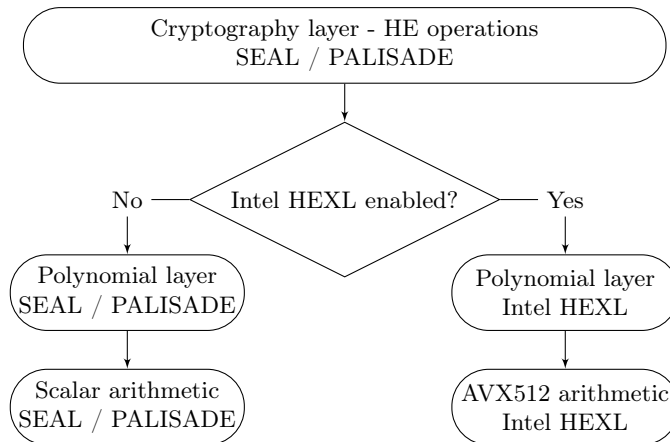 Cryptography layer - HE operations
SEAL / PALISADE
Intel HEXL enabled?
No
Yes
Polynomial layer
SEAL / PALISADE
Polynomial layer
Intel HEXL
Scalar arithmetic
SEAL / PALISADE
AVX512 arithmetic
Intel HEXL